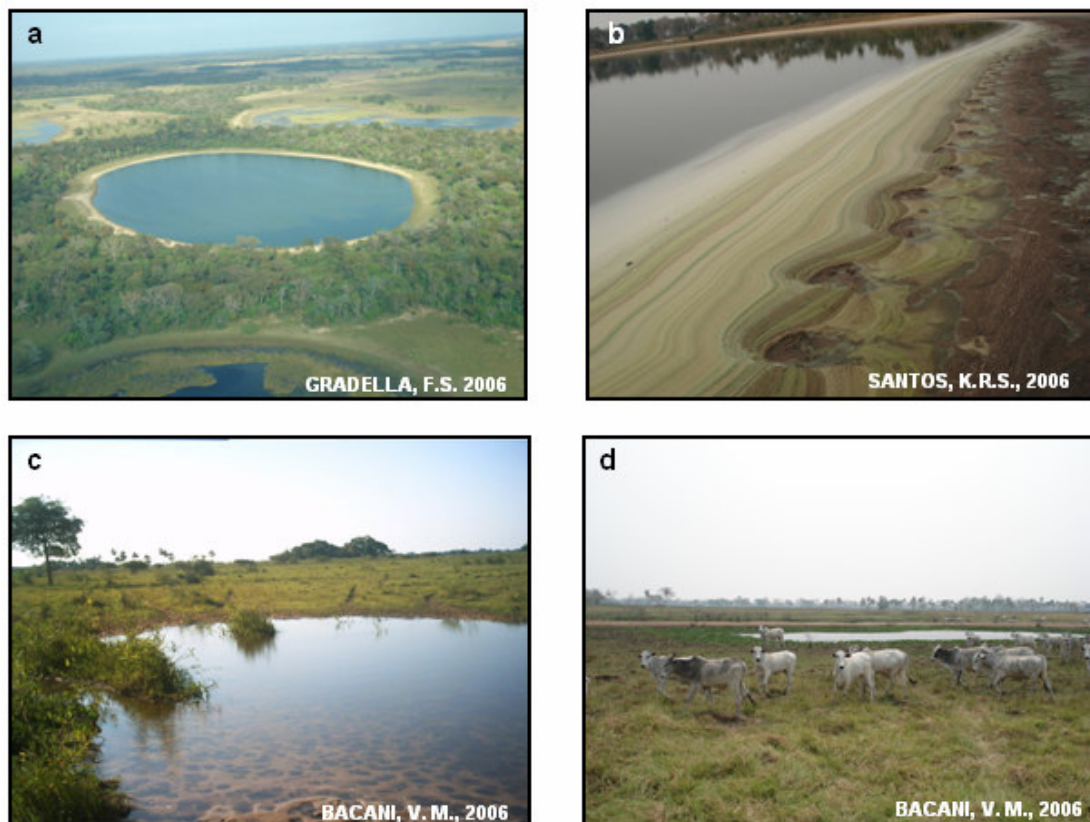 a
GRADELLA, F.S. 2006
b
SANTOS, K.R.S., 2006
c
BACANI, V. M., 2006
d
BACANI, V. M., 2006